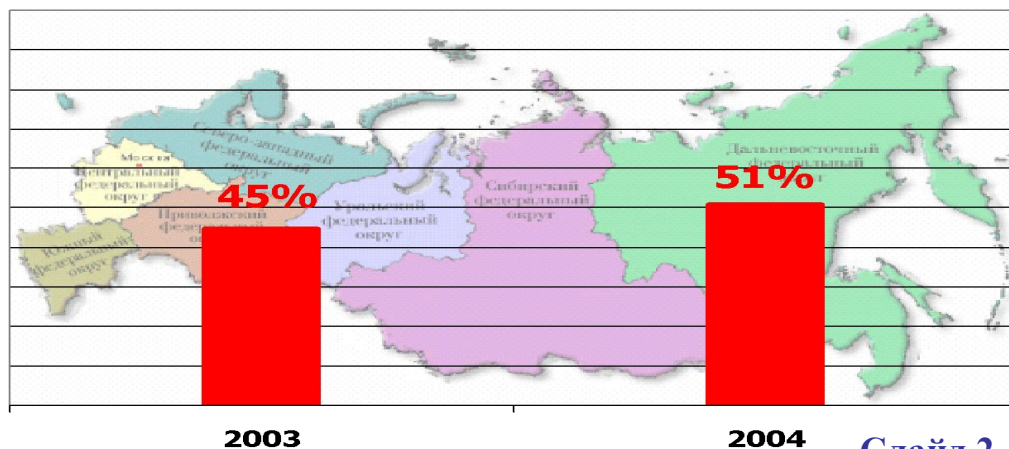 Северо-западный
федеральный
округ
Москва
Центральный
федеральный
округ
45%
Приволжский
федеральный
Южный
федеральный
округ
Уральский
федеральный
округ
Сибирский
федеральный
округ
Дальневосточный
федеральный
51%
2003
2004
Слайд 2